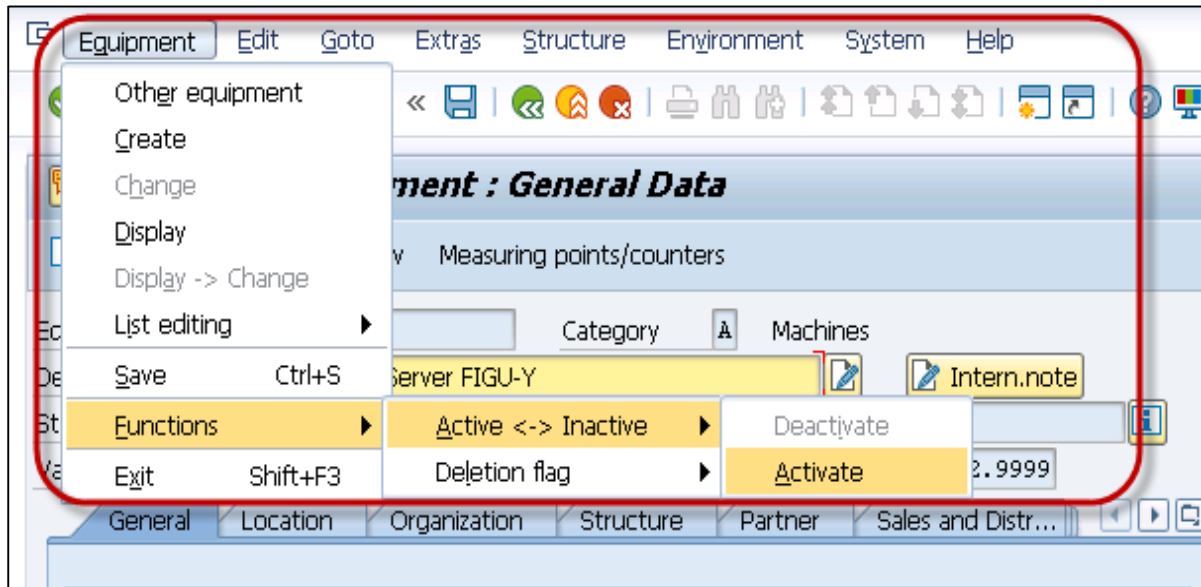 Equipment Edit Goto Extras Structure Environment System Help
Other equipment
Create
Change
Display
Display -> Change
List editing
Save Ctrl+S
Functions
Exit Shift+F3
Active <-> Inactive
Deletion flag
Deactivate
Activate
ment : General Data
Measuring points/counters
Category A Machines
Server FIGU-Y Intern.note
2.9999
General Location Organization Structure Partner Sales and Distr...